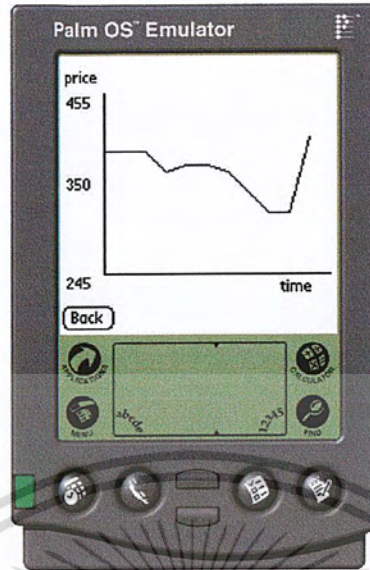 Palm OS™ Emulator
price
455
350
245
time
Back
APPLICATIONS
CALCULATOR
MENU
abcde
12345
FIND